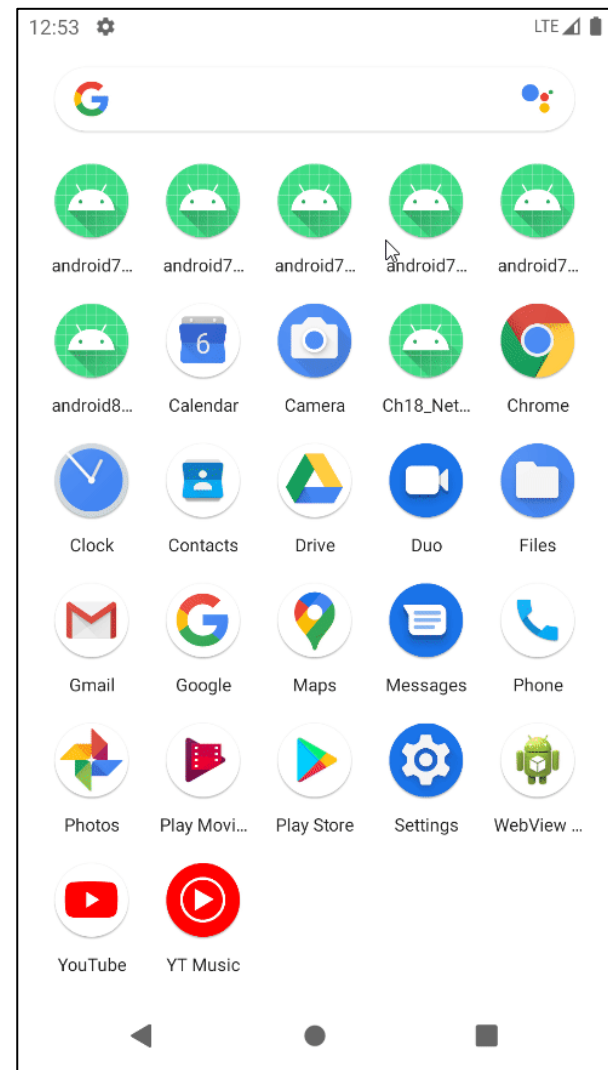 12:53 LTE
android7... android7... android7... android7... android7...
6
android8... Calendar Camera Ch18_Net... Chrome
Clock Contacts Drive Duo Files
Gmail Google Maps Messages Phone
Photos Play Movi... Play Store Settings WebView ...
YouTube YT Music